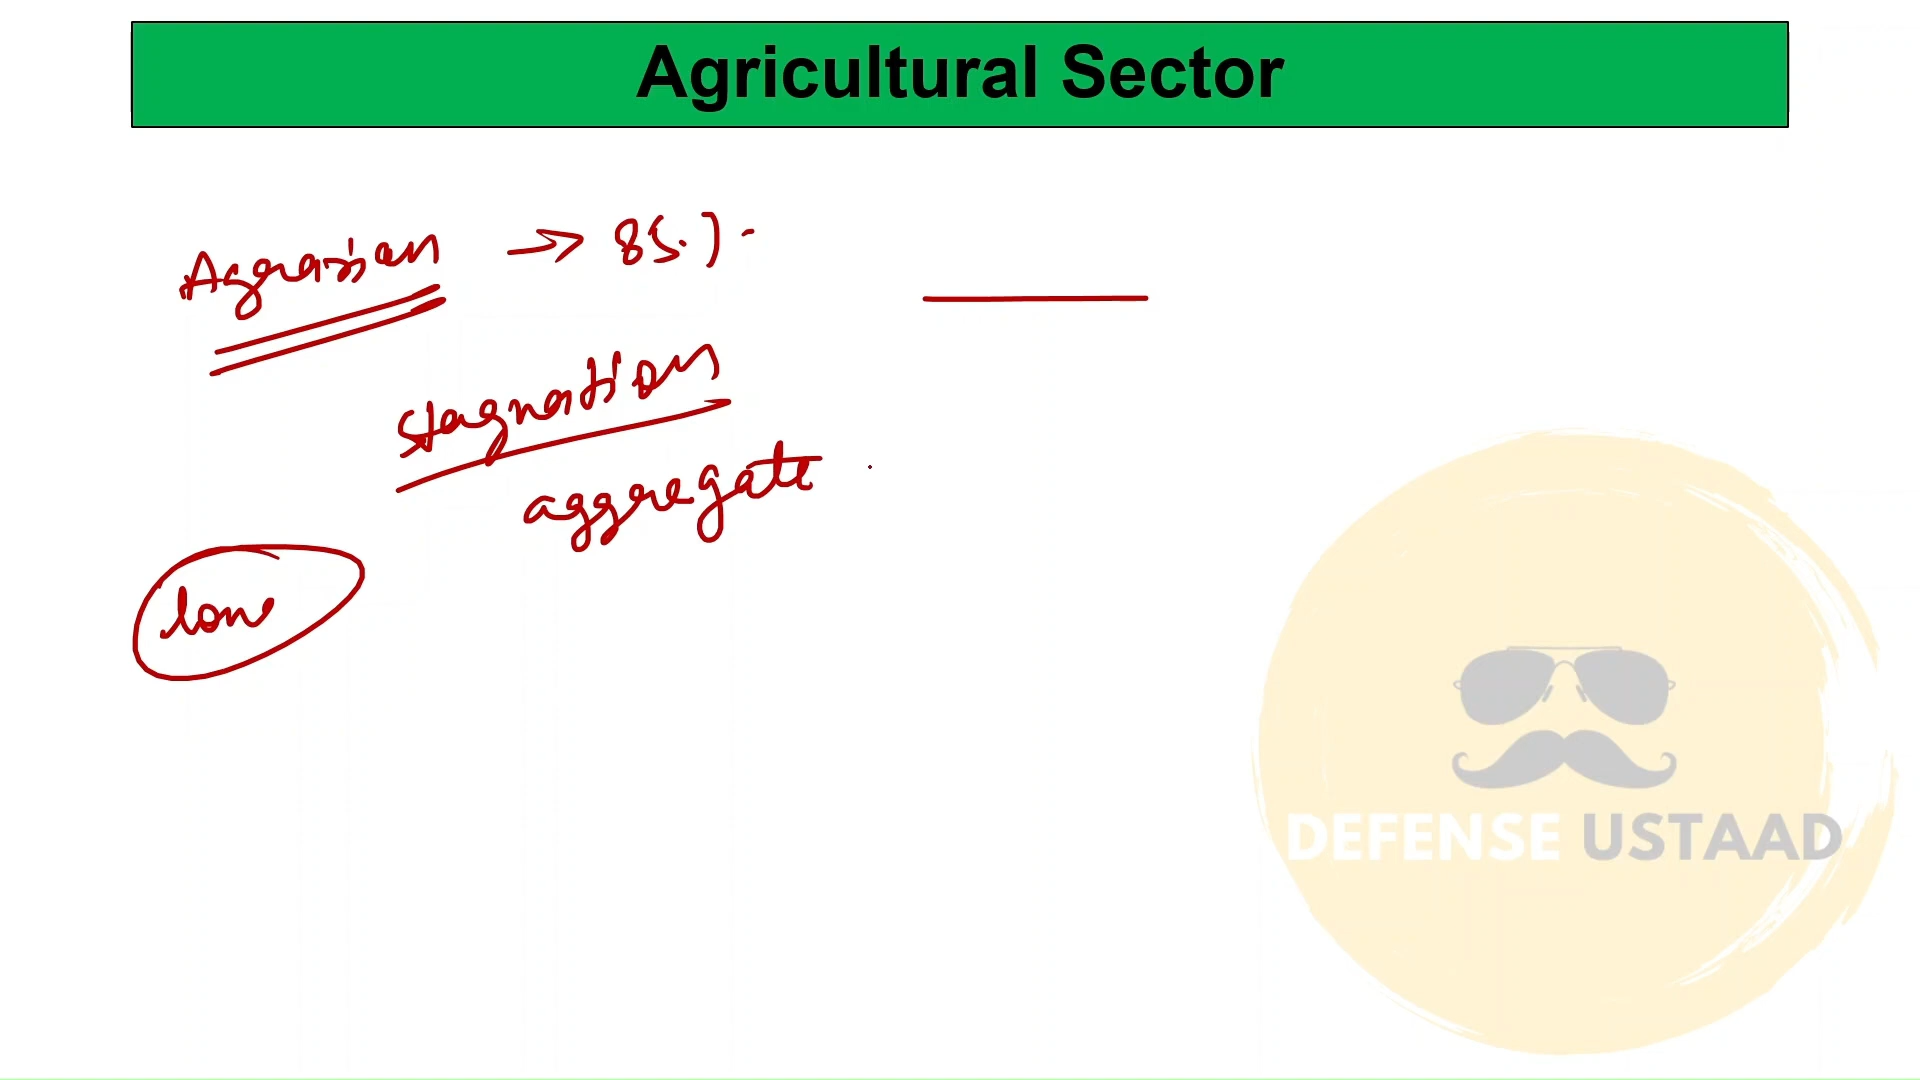 Agricultural Sector
Agrarian → 85%
Stagnation
aggregate
low
DEFENSE USTAAD